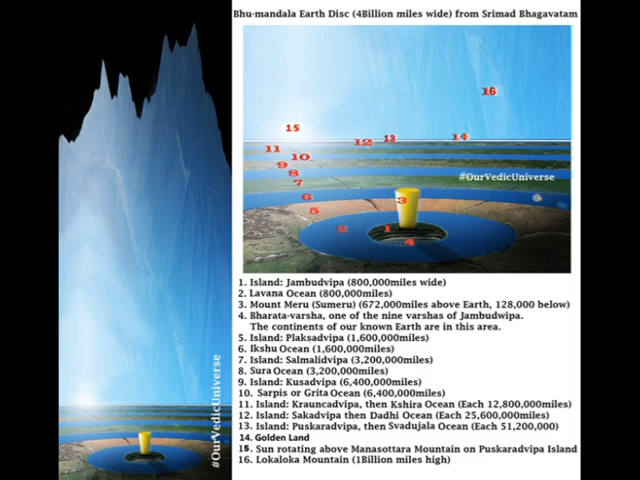 Bhu-mandala Earth Disc (4Billion miles wide) from Srimad Bhagavatam
16
15
12 13 14
11
10
9
8
#OurVedicUniverse
7
6
3
5
2 1
4
1. Island: Jambudvipa (800,000miles wide)
2. Lavana Ocean (800,000miles)
3. Mount Meru (Sumeru) (672,000miles above Earth, 128,000 below)
4. Bharata-varsha, one of the nine varshas of Jambudwipa.
The continents of our known Earth are in this area.
5. Island: Plaksadvipa (1,600,000miles)
6. Ikshu Ocean (1,600,000miles)
7. Island: Salmalidvipa (3,200,000miles)
8. Sura Ocean (3,200,000miles)
9. Island: Kusadvipa (6,400,000miles)
10. Sarpis or Grita Ocean (6,400,000miles)
11. Island: Krauncadvipa, then Kshira Ocean (Each 12,800,000miles)
12. Island: Sakadvipa then Dadhi Ocean (Each 25,600,000miles)
13. Island: Puskaradvipa, then Svadujala Ocean (Each 51,200,000)
14. Golden Land
15. Sun rotating above Manasottara Mountain on Puskaradvipa Island
16. Lokaloka Mountain (1Billion miles high)
#OurVedicUniverse